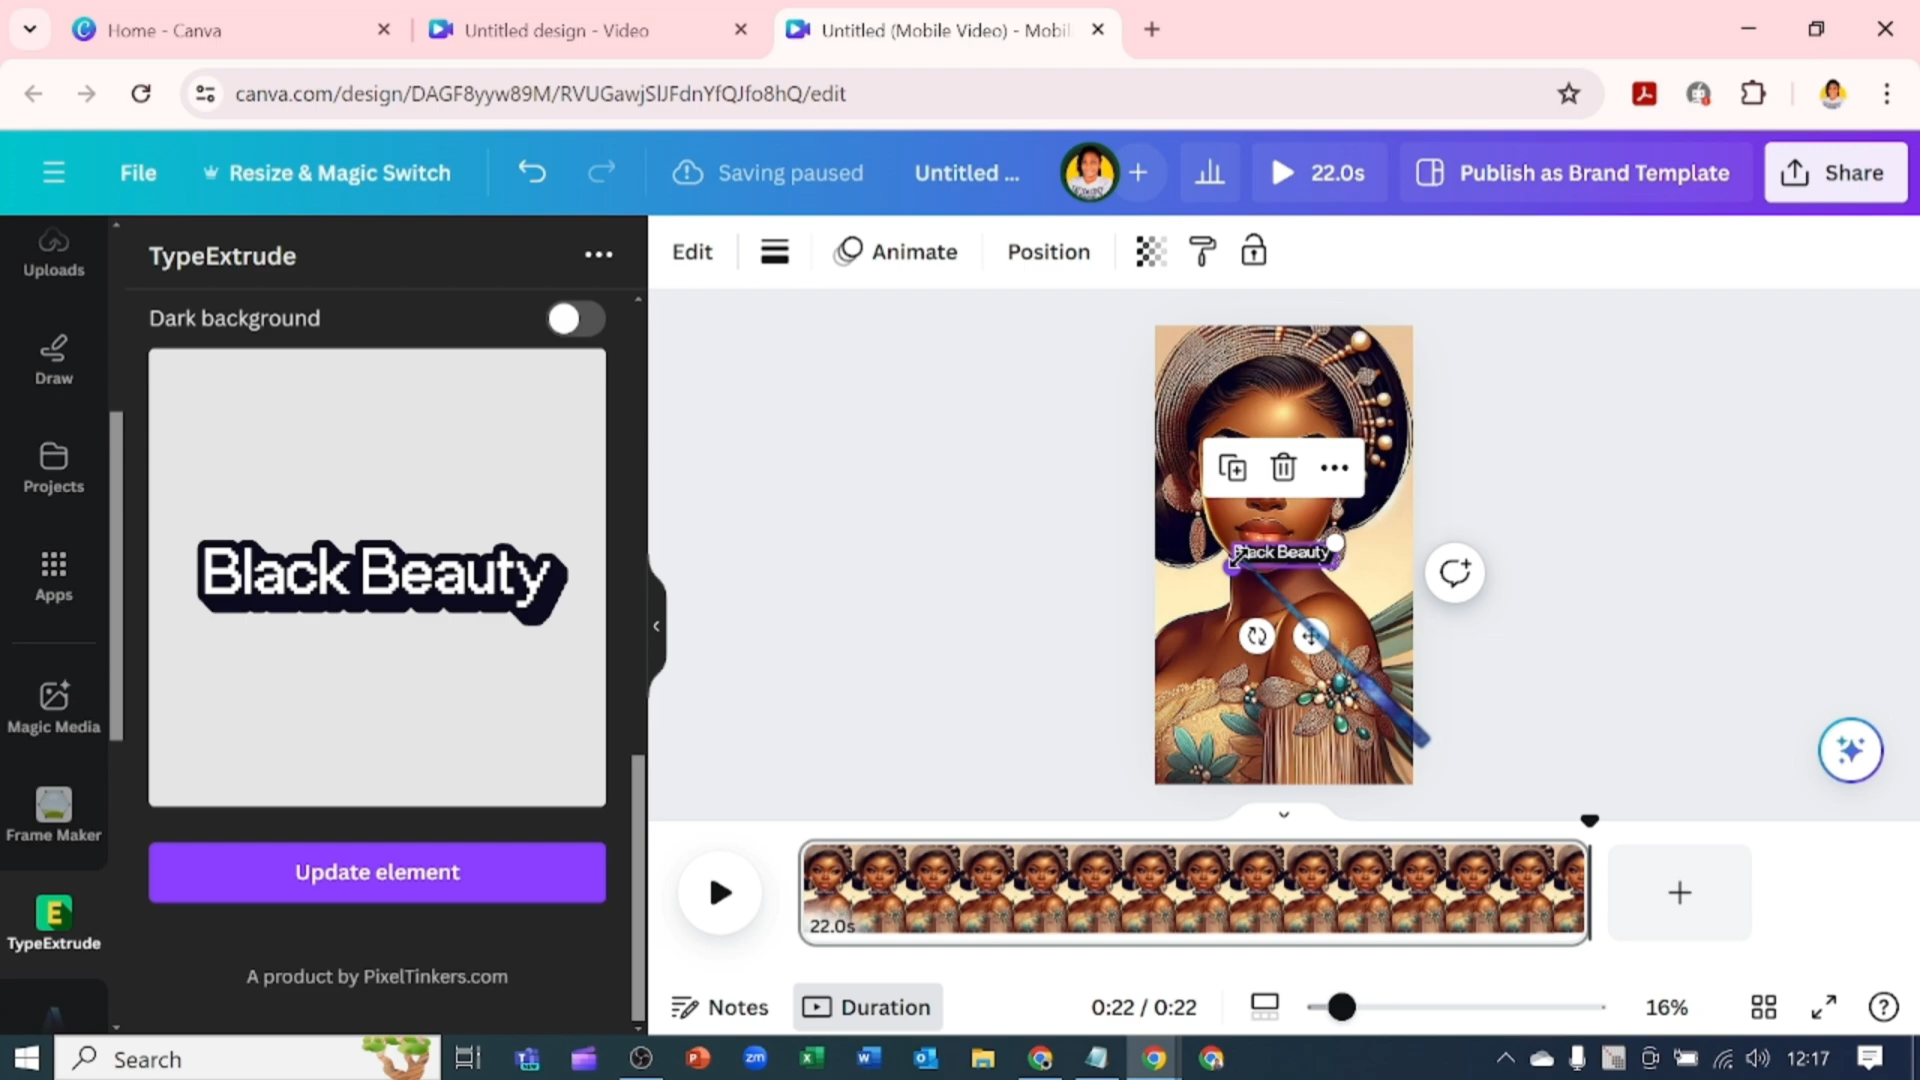 Home - Canva
Untitled design - Video
Untitled (Mobile Video) - Mobil
canva.com/design/DAGF8yyw89M/RVUGawjSlJFdnYfQJfo8hQ/edit
File
Resize & Magic Switch
Saving paused
Untitled ...
22.0s
Publish as Brand Template
Share
Uploads
Draw
Projects
Apps
Magic Media
Frame Maker
TypeExtrude
TypeExtrude
Dark background
Black Beauty
Update element
A product by PixelTinkers.com
Edit
Animate
Position
Black Beauty
22.0s
Notes
Duration
0:22 / 0:22
16%
Search
12:17